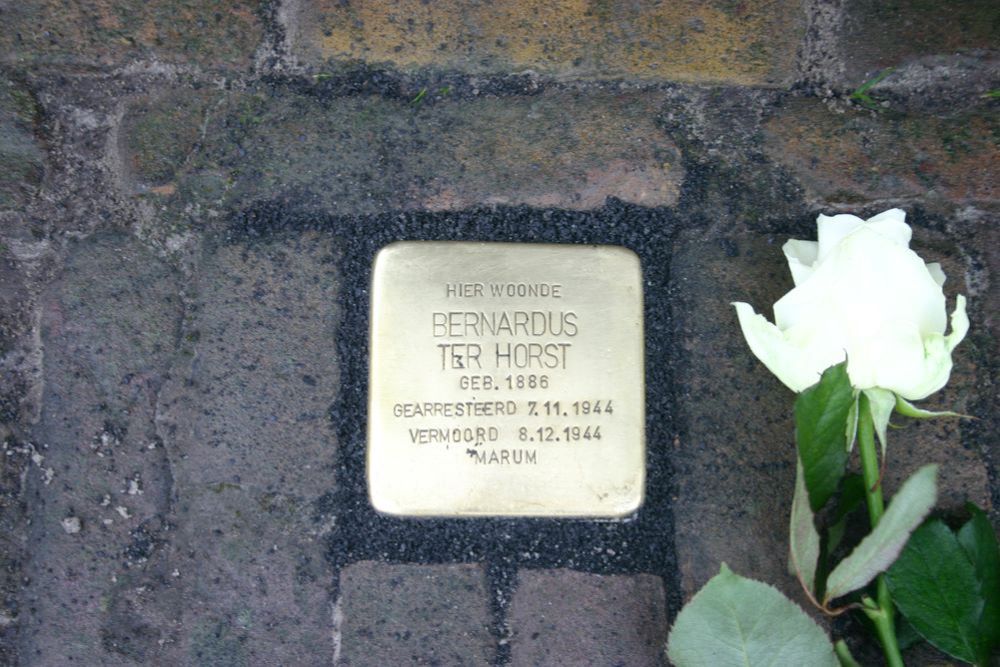 HIER WOONDE
BERNARDUS
TER HORST
GEB. 1886
GEARRESTEERD 7.11.1944
VERMOORD 8.12.1944
MARUM